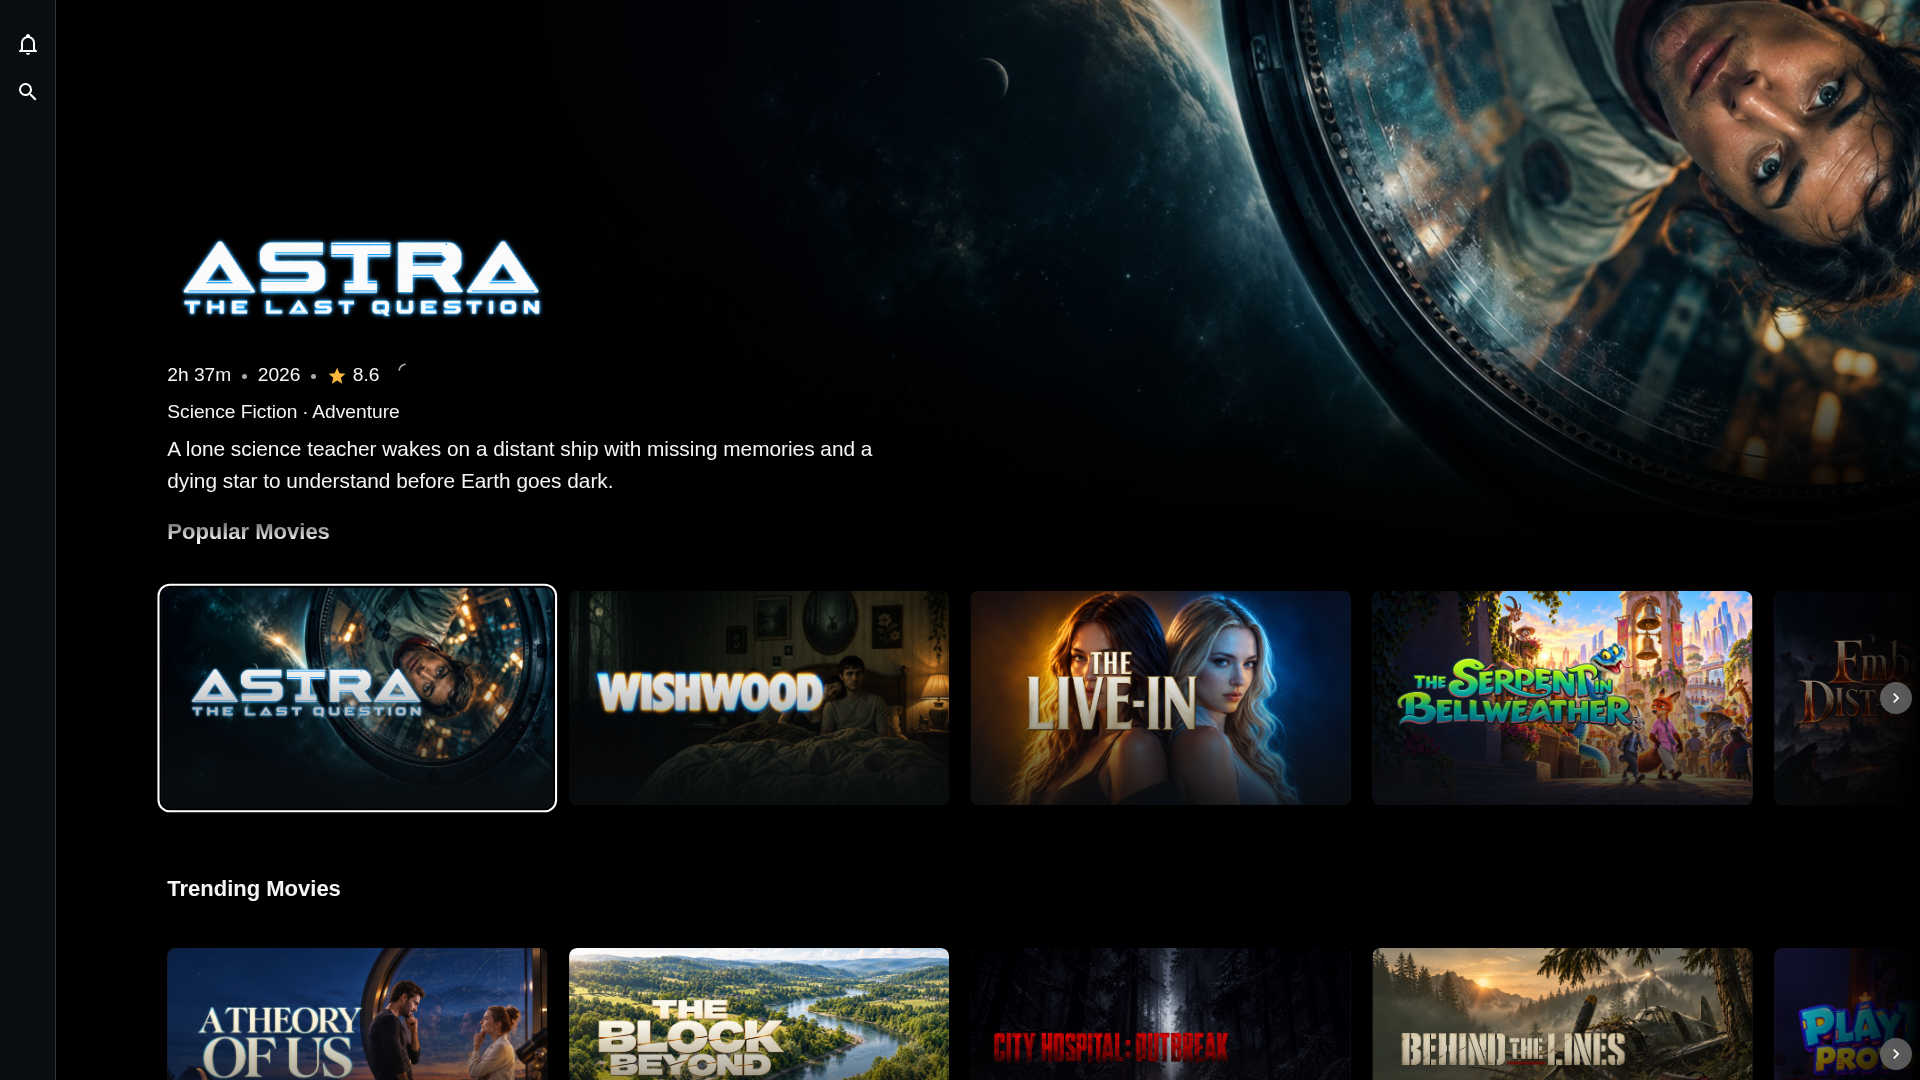 ASTRA
THE LAST QUESTION
2h 37m • 2026 • 8.6
Science Fiction · Adventure
A lone science teacher wakes on a distant ship with missing memories and a
dying star to understand before Earth goes dark.
Popular Movies
ASTRA
THE LAST QUESTION
WISHWOOD
THE
LIVE-IN
THE SERPENT IN
BELLWEATHER
Trending Movies
A THEORY
OF US
THE
BLOCK
BEYOND
CITY HOSPITAL: OUTBREAK
BEHIND THE LINES